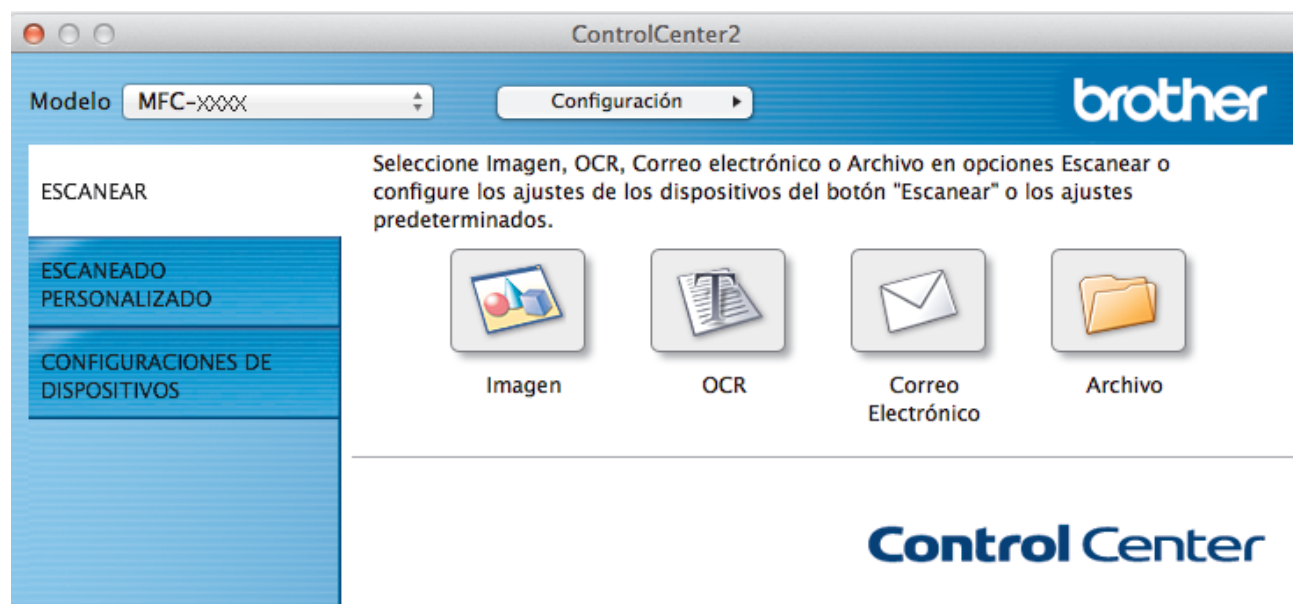 ControlCenter2
Modelo MFC-XXXX Configuración
brother
ESCANEAR
ESCANEADO
PERSONALIZADO
CONFIGURACIONES DE
DISPOSITIVOS
Seleccione Imagen, OCR, Correo electrónico o Archivo en opciones Escanear o
configure los ajustes de los dispositivos del botón "Escanear" o los ajustes
predeterminados.
Imagen
OCR
Correo
Electrónico
Archivo
Control Center